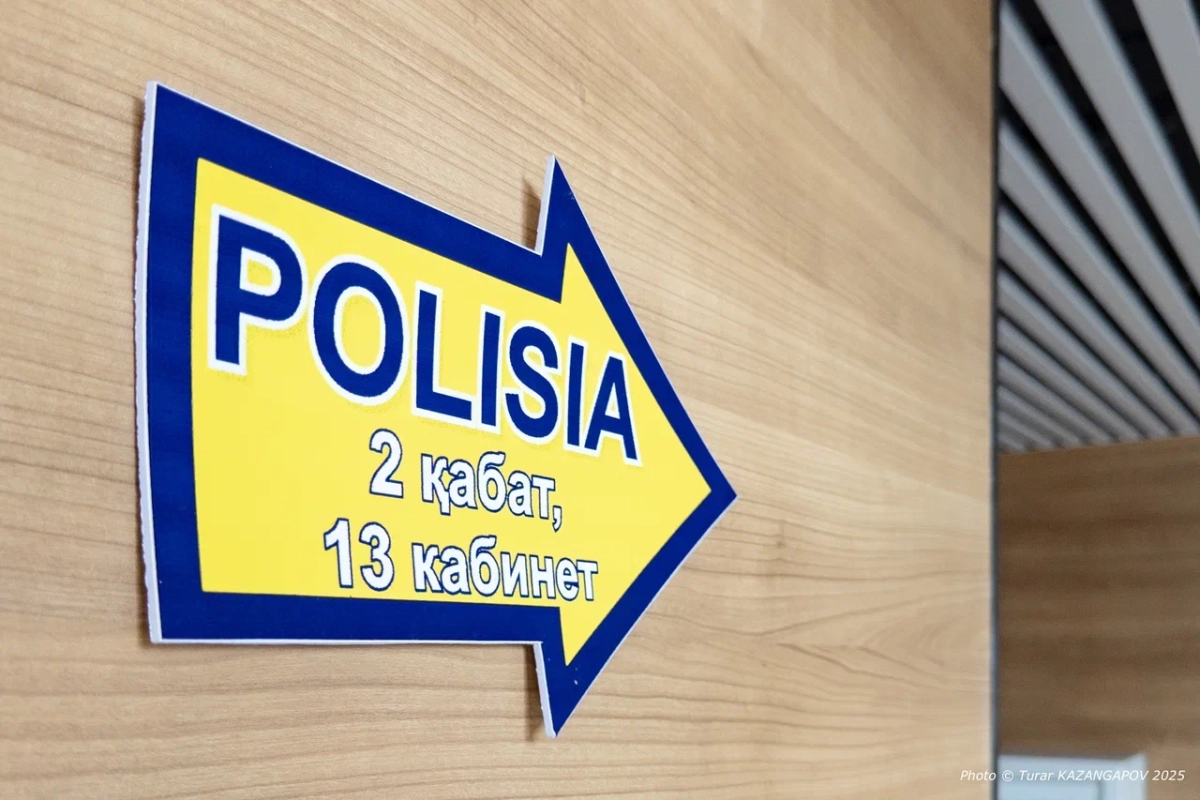 POLISIA
2 қабат,
13 кабинет
Photo © Turar KAZANGAPOV 2025